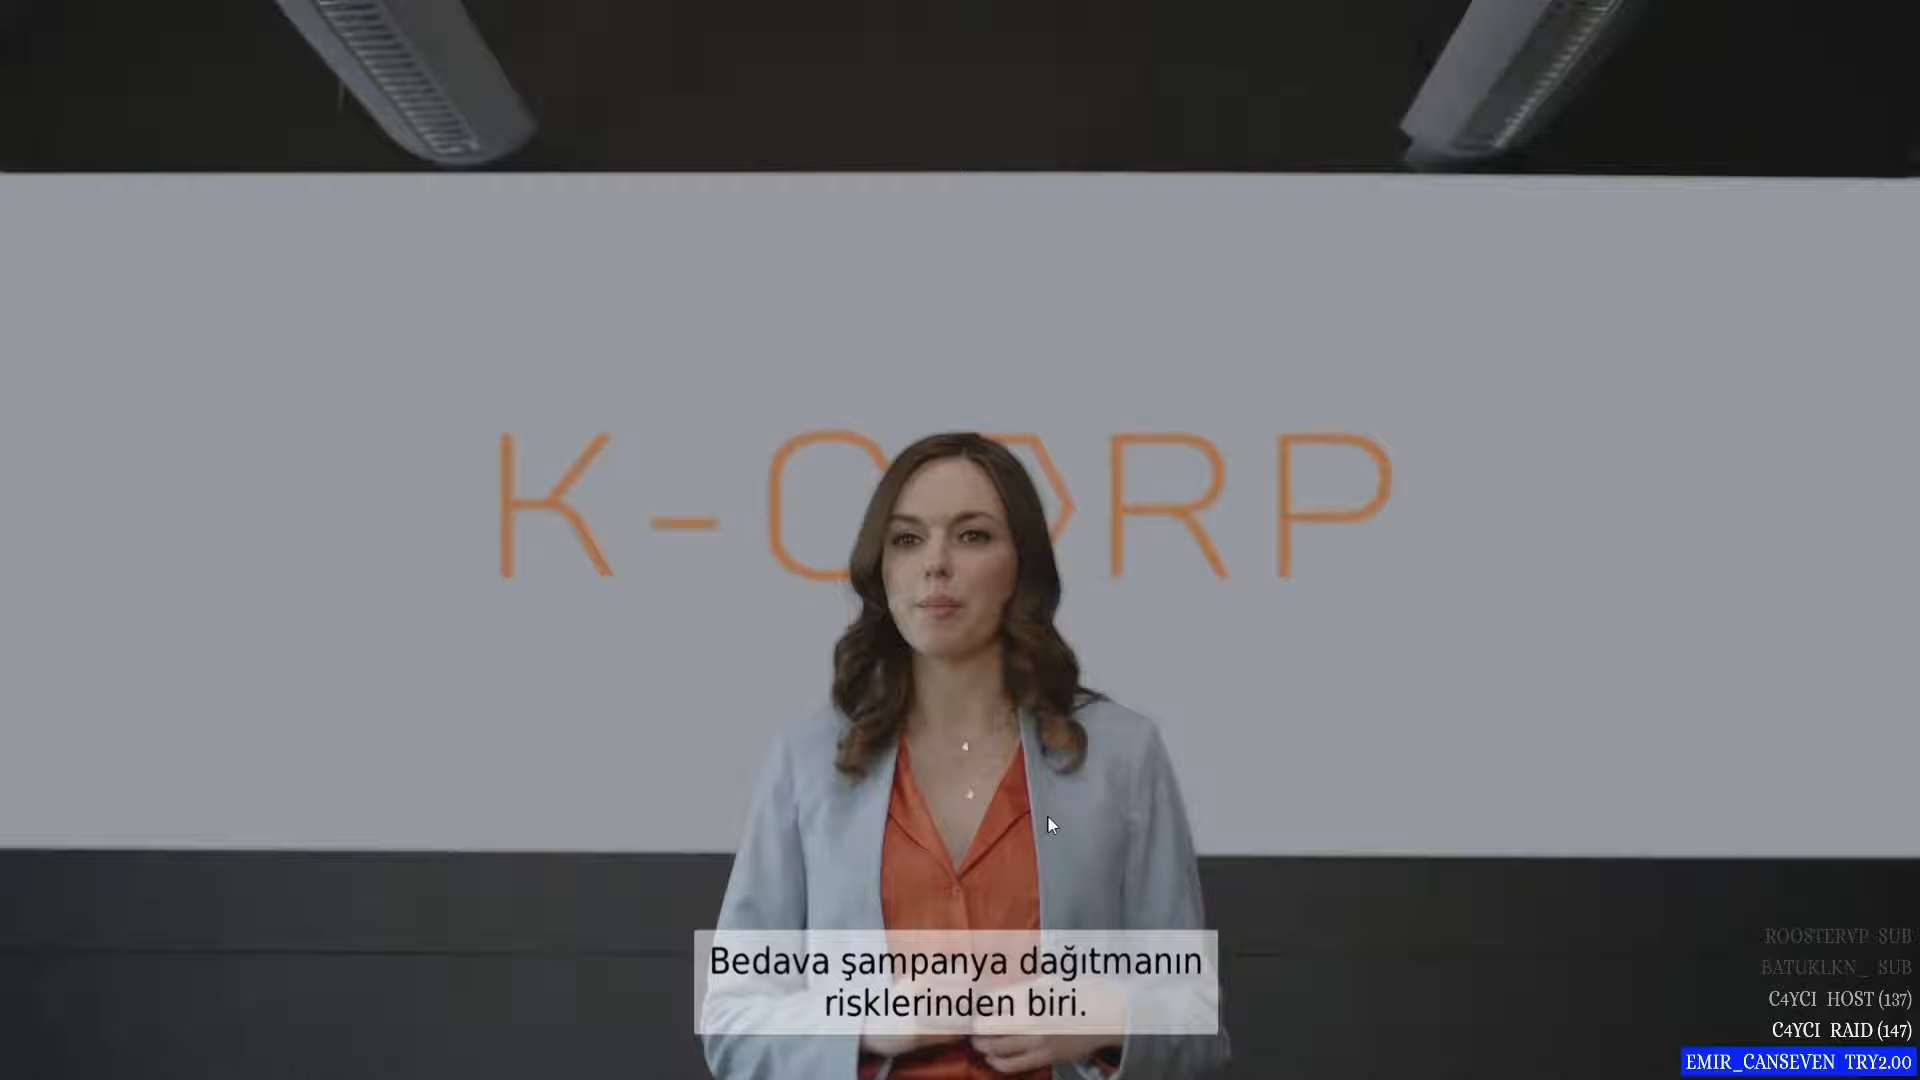 K-CORP
Bedava şampanya dağıtmanın
risklerinden biri.
ROOSTERVP SUB
BATUKLKN_ SUB
C4YCI HOST (137)
C4YCI RAID (147)
EMIR_CANSEVEN TRY2.00